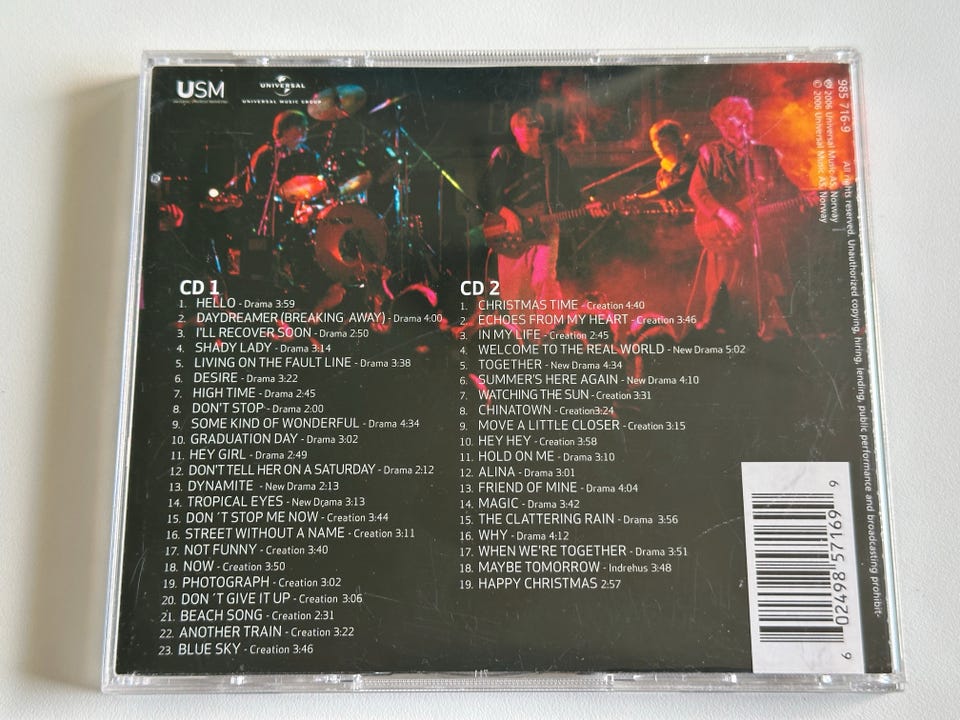 USM
UNIVERSAL
UNIVERSAL MUSIC GROUP
985 716-9
℗ 2006 Universal Music AS, Norway
© 2006 Universal Music AS, Norway
All rights reserved. Unauthorized copying, hiring, lending, public performance and broadcasting prohibit-
CD 1
1. HELLO - Drama 3:59
2. DAYDREAMER (BREAKING AWAY) - Drama 4:00
3. I'LL RECOVER SOON - Drama 2:50
4. SHADY LADY - Drama 3:14
5. LIVING ON THE FAULT LINE - Drama 3:38
6. DESIRE - Drama 3:22
7. HIGH TIME - Drama 2:45
8. DON'T STOP - Drama 2:00
9. SOME KIND OF WONDERFUL - Drama 4:34
10. GRADUATION DAY - Drama 3:02
11. HEY GIRL - Drama 2:49
12. DON'T TELL HER ON A SATURDAY - Drama 2:12
13. DYNAMITE - New Drama 2:13
14. TROPICAL EYES - New Drama 3:13
15. DON´T STOP ME NOW - Creation 3:44
16. STREET WITHOUT A NAME - Creation 3:11
17. NOT FUNNY - Creation 3:40
18. NOW - Creation 3:50
19. PHOTOGRAPH - Creation 3:02
20. DON´T GIVE IT UP - Creation 3:06
21. BEACH SONG - Creation 2:31
22. ANOTHER TRAIN - Creation 3:22
23. BLUE SKY - Creation 3:46
CD 2
1. CHRISTMAS TIME - Creation 4:40
2. ECHOES FROM MY HEART - Creation 3:46
3. IN MY LIFE - Creation 2:45
4. WELCOME TO THE REAL WORLD - New Drama 5:02
5. TOGETHER - New Drama 4:34
6. SUMMER'S HERE AGAIN - New Drama 4:10
7. WATCHING THE SUN - Creation 3:31
8. CHINATOWN - Creation3:24
9. MOVE A LITTLE CLOSER - Creation 3:15
10. HEY HEY - Creation 3:58
11. HOLD ON ME - Drama 3:10
12. ALINA - Drama 3:01
13. FRIEND OF MINE - Drama 4:04
14. MAGIC - Drama 3:42
15. THE CLATTERING RAIN - Drama 3:56
16. WHY - Drama 4:12
17. WHEN WE'RE TOGETHER - Drama 3:51
18. MAYBE TOMORROW - Indrehus 3:48
19. HAPPY CHRISTMAS 2:57
6 02498 57169 9